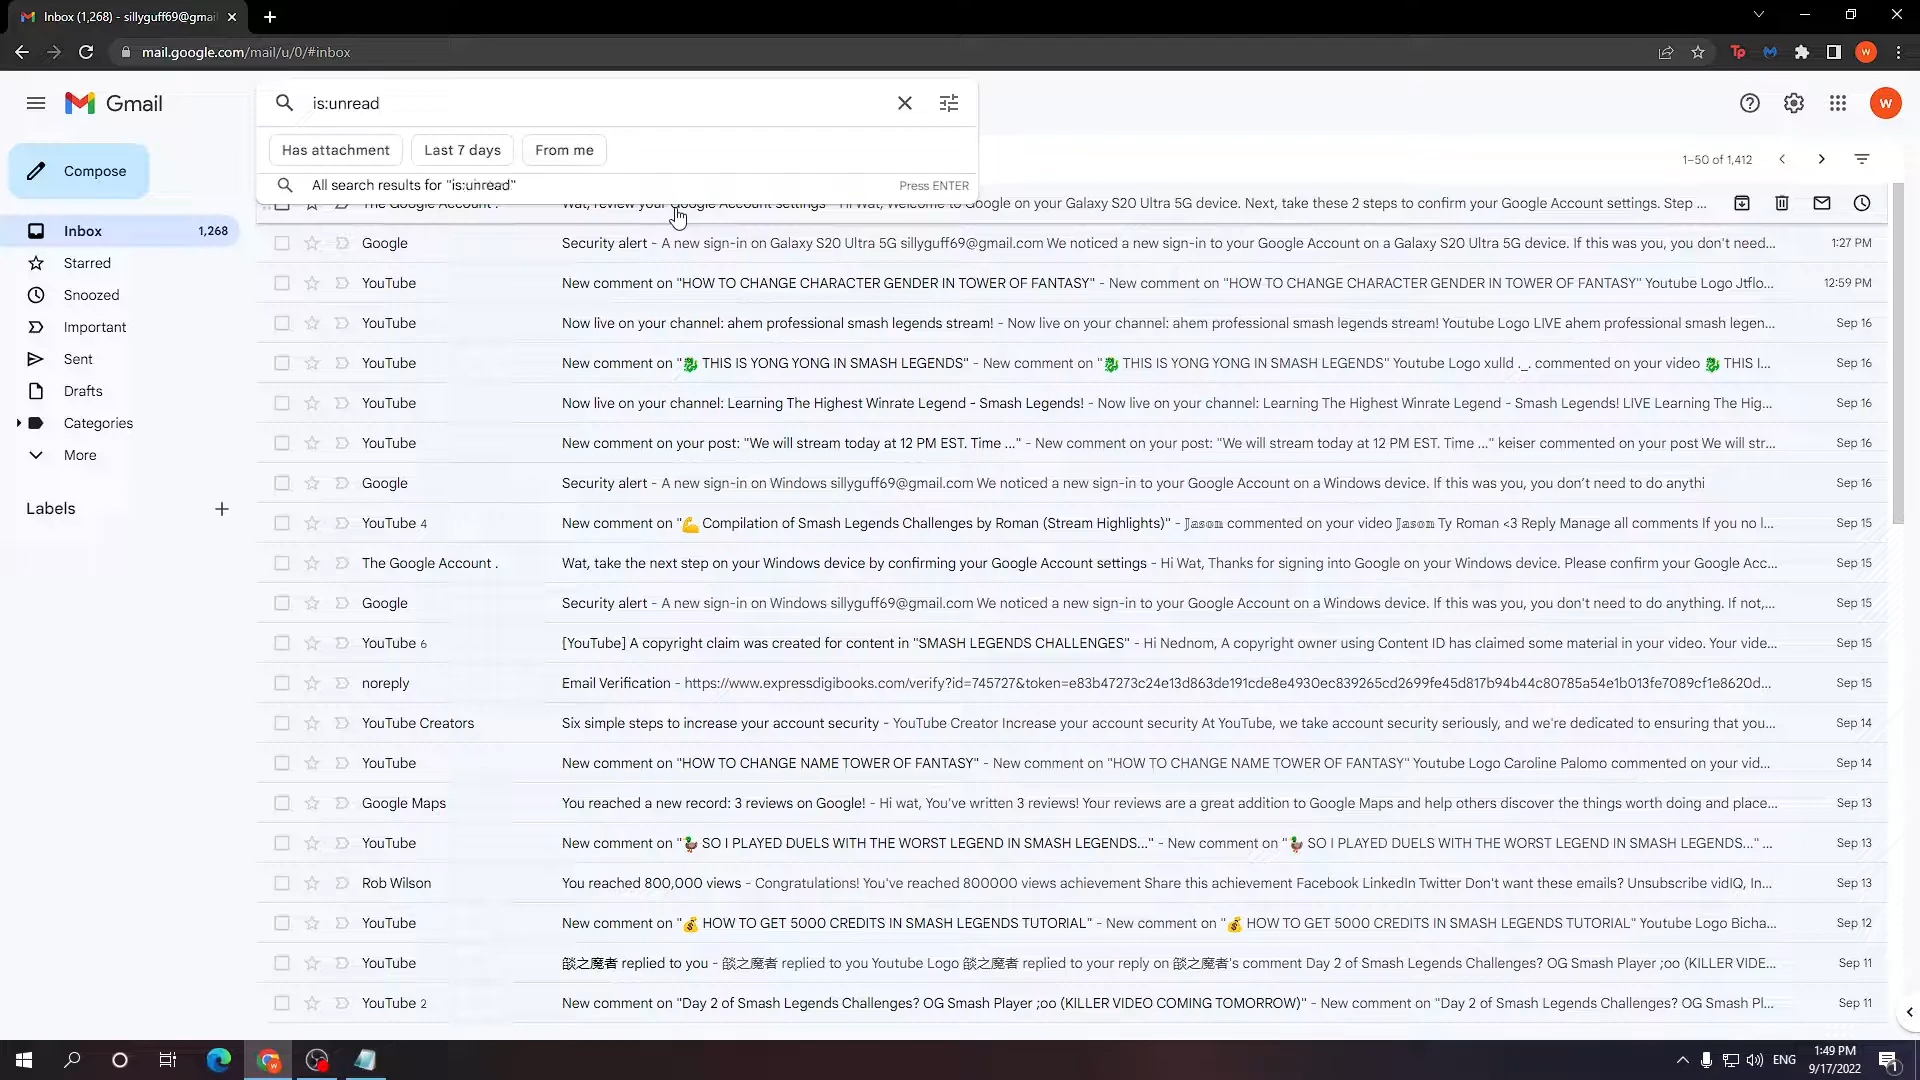 Inbox (1,268) - sillyguff69@gmai
mail.google.com/mail/u/0/#inbox
Gmail
is:unread
W
Has attachment Last 7 days From me
1–50 of 1,412
All search results for "is:unread" Press ENTER
Compose
The Google Account . Wat, review your Google Account settings - Hi Wat, Welcome to Google on your Galaxy S20 Ultra 5G device. Next, take these 2 steps to confirm your Google Account settings. Step ...
Inbox 1,268
Starred
Snoozed
Important
Sent
Drafts
Categories
More
Labels
Google Security alert - A new sign-in on Galaxy S20 Ultra 5G sillyguff69@gmail.com We noticed a new sign-in to your Google Account on a Galaxy S20 Ultra 5G device. If this was you, you don't need... 1:27 PM
YouTube New comment on "HOW TO CHANGE CHARACTER GENDER IN TOWER OF FANTASY" - New comment on "HOW TO CHANGE CHARACTER GENDER IN TOWER OF FANTASY" Youtube Logo Jtflo... 12:59 PM
YouTube Now live on your channel: ahem professional smash legends stream! - Now live on your channel: ahem professional smash legends stream! Youtube Logo LIVE ahem professional smash legen... Sep 16
YouTube New comment on "🐉 THIS IS YONG YONG IN SMASH LEGENDS" - New comment on "🐉 THIS IS YONG YONG IN SMASH LEGENDS" Youtube Logo xulld ._. commented on your video 🐉 THIS I... Sep 16
YouTube Now live on your channel: Learning The Highest Winrate Legend - Smash Legends! - Now live on your channel: Learning The Highest Winrate Legend - Smash Legends! LIVE Learning The Hig... Sep 16
YouTube New comment on your post: "We will stream today at 12 PM EST. Time ..." - New comment on your post: "We will stream today at 12 PM EST. Time ..." keiser commented on your post We will str... Sep 16
Google Security alert - A new sign-in on Windows sillyguff69@gmail.com We noticed a new sign-in to your Google Account on a Windows device. If this was you, you don’t need to do anythi Sep 16
YouTube 4 New comment on "💪 Compilation of Smash Legends Challenges by Roman (Stream Highlights)" - 𝕁𝕒𝕤𝕠𝕟 commented on your video 𝕁𝕒𝕤𝕠𝕟 Ty Roman <3 Reply Manage all comments If you no l... Sep 15
The Google Account . Wat, take the next step on your Windows device by confirming your Google Account settings - Hi Wat, Thanks for signing into Google on your Windows device. Please confirm your Google Acc... Sep 15
Google Security alert - A new sign-in on Windows sillyguff69@gmail.com We noticed a new sign-in to your Google Account on a Windows device. If this was you, you don't need to do anything. If not,... Sep 15
YouTube 6 [YouTube] A copyright claim was created for content in "SMASH LEGENDS CHALLENGES" - Hi Nednom, A copyright owner using Content ID has claimed some material in your video. Your vide... Sep 15
noreply Email Verification - https://www.expressdigibooks.com/verify?id=745727&token=e83b47273c24e13d863de191cde8e4930ec839265cd2699fe45d817b94b44c80785a54e1b013fe7089cf1e8620d... Sep 15
YouTube Creators Six simple steps to increase your account security - YouTube Creator Increase your account security At YouTube, we take account security seriously, and we're dedicated to ensuring that you... Sep 14
YouTube New comment on "HOW TO CHANGE NAME TOWER OF FANTASY" - New comment on "HOW TO CHANGE NAME TOWER OF FANTASY" Youtube Logo Caroline Palomo commented on your vid... Sep 14
Google Maps You reached a new record: 3 reviews on Google! - Hi wat, You've written 3 reviews! Your reviews are a great addition to Google Maps and help others discover the things worth doing and place... Sep 13
YouTube New comment on "🦆 SO I PLAYED DUELS WITH THE WORST LEGEND IN SMASH LEGENDS..." - New comment on "🦆 SO I PLAYED DUELS WITH THE WORST LEGEND IN SMASH LEGENDS..." ... Sep 13
Rob Wilson You reached 800,000 views - Congratulations! You've reached 800000 views achievement Share this achievement Facebook LinkedIn Twitter Don't want these emails? Unsubscribe vidIQ, In... Sep 13
YouTube New comment on "💰 HOW TO GET 5000 CREDITS IN SMASH LEGENDS TUTORIAL" - New comment on "💰 HOW TO GET 5000 CREDITS IN SMASH LEGENDS TUTORIAL" Youtube Logo Bicha... Sep 12
YouTube 燄之魔者 replied to you - 燄之魔者 replied to you Youtube Logo 燄之魔者 replied to your reply on 燄之魔者's comment Day 2 of Smash Legends Challenges? OG Smash Player ;oo (KILLER VIDE... Sep 11
YouTube 2 New comment on "Day 2 of Smash Legends Challenges? OG Smash Player ;oo (KILLER VIDEO COMING TOMORROW)" - New comment on "Day 2 of Smash Legends Challenges? OG Smash Pl... Sep 11
ENG 1:49 PM
9/17/2022
1